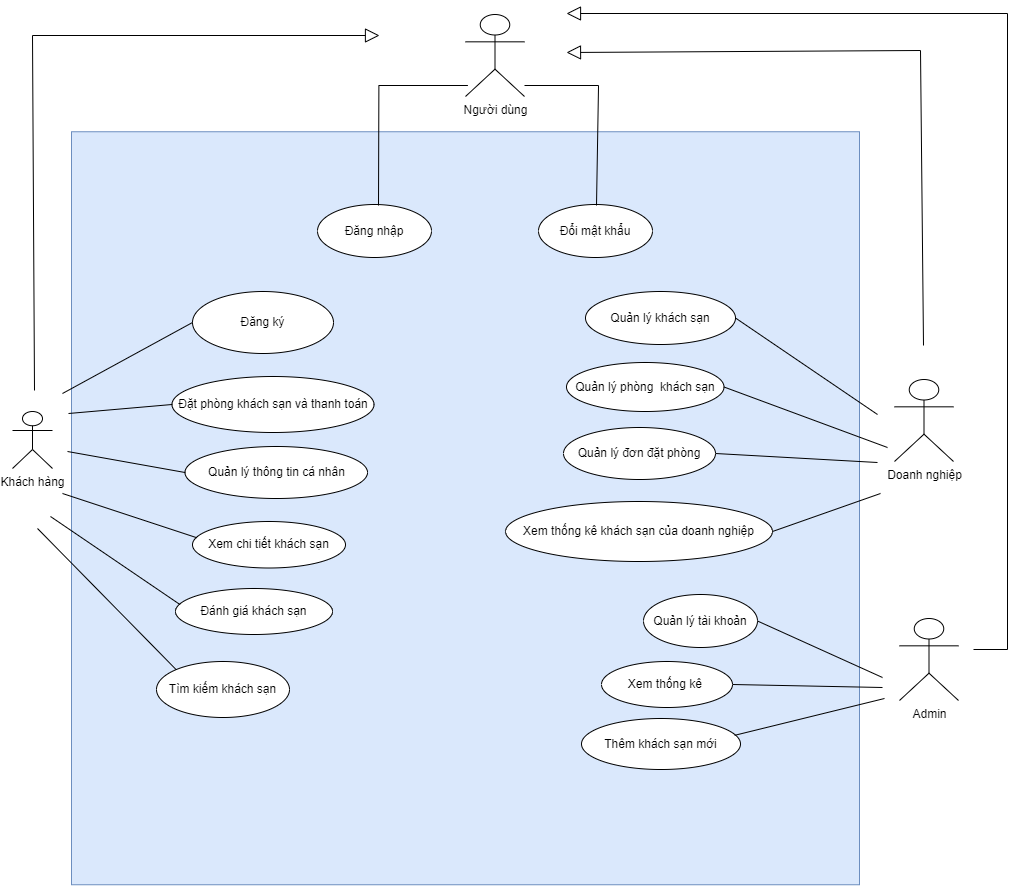 Người dùng
Đăng nhập
Đổi mật khẩu
Đăng ký
Đặt phòng khách sạn và thanh toán
Quản lý thông tin cá nhân
Khách hàng
Xem chi tiết khách sạn
Đánh giá khách sạn
Tìm kiếm khách sạn
Quản lý khách sạn
Quản lý phòng  khách sạn
Quản lý đơn đặt phòng
Doanh nghiệp
Xem thống kê khách sạn của doanh nghiệp
Quản lý tài khoản
Xem thống kê
Admin
Thêm khách sạn mới